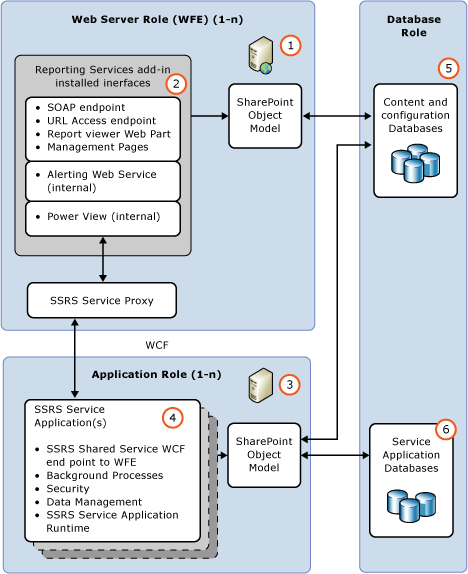 Web Server Role (WFE) (1-n)
1
Reporting Services add-in
installed inerfaces
2
• SOAP endpoint
• URL Access endpoint
• Report viewer Web Part
• Management Pages
• Alerting Web Service
(internal)
• Power View (internal)
SharePoint
Object
Model
SSRS Service Proxy
WCF
Application Role (1-n)
3
SSRS Service
Application(s)
4
• SSRS Shared Service WCF
end point to WFE
• Background Processes
• Security
• Data Management
• SSRS Service Application
Runtime
SharePoint
Object
Model
Database
Role
5
Content and
configuration
Databases
6
Service
Application
Databases